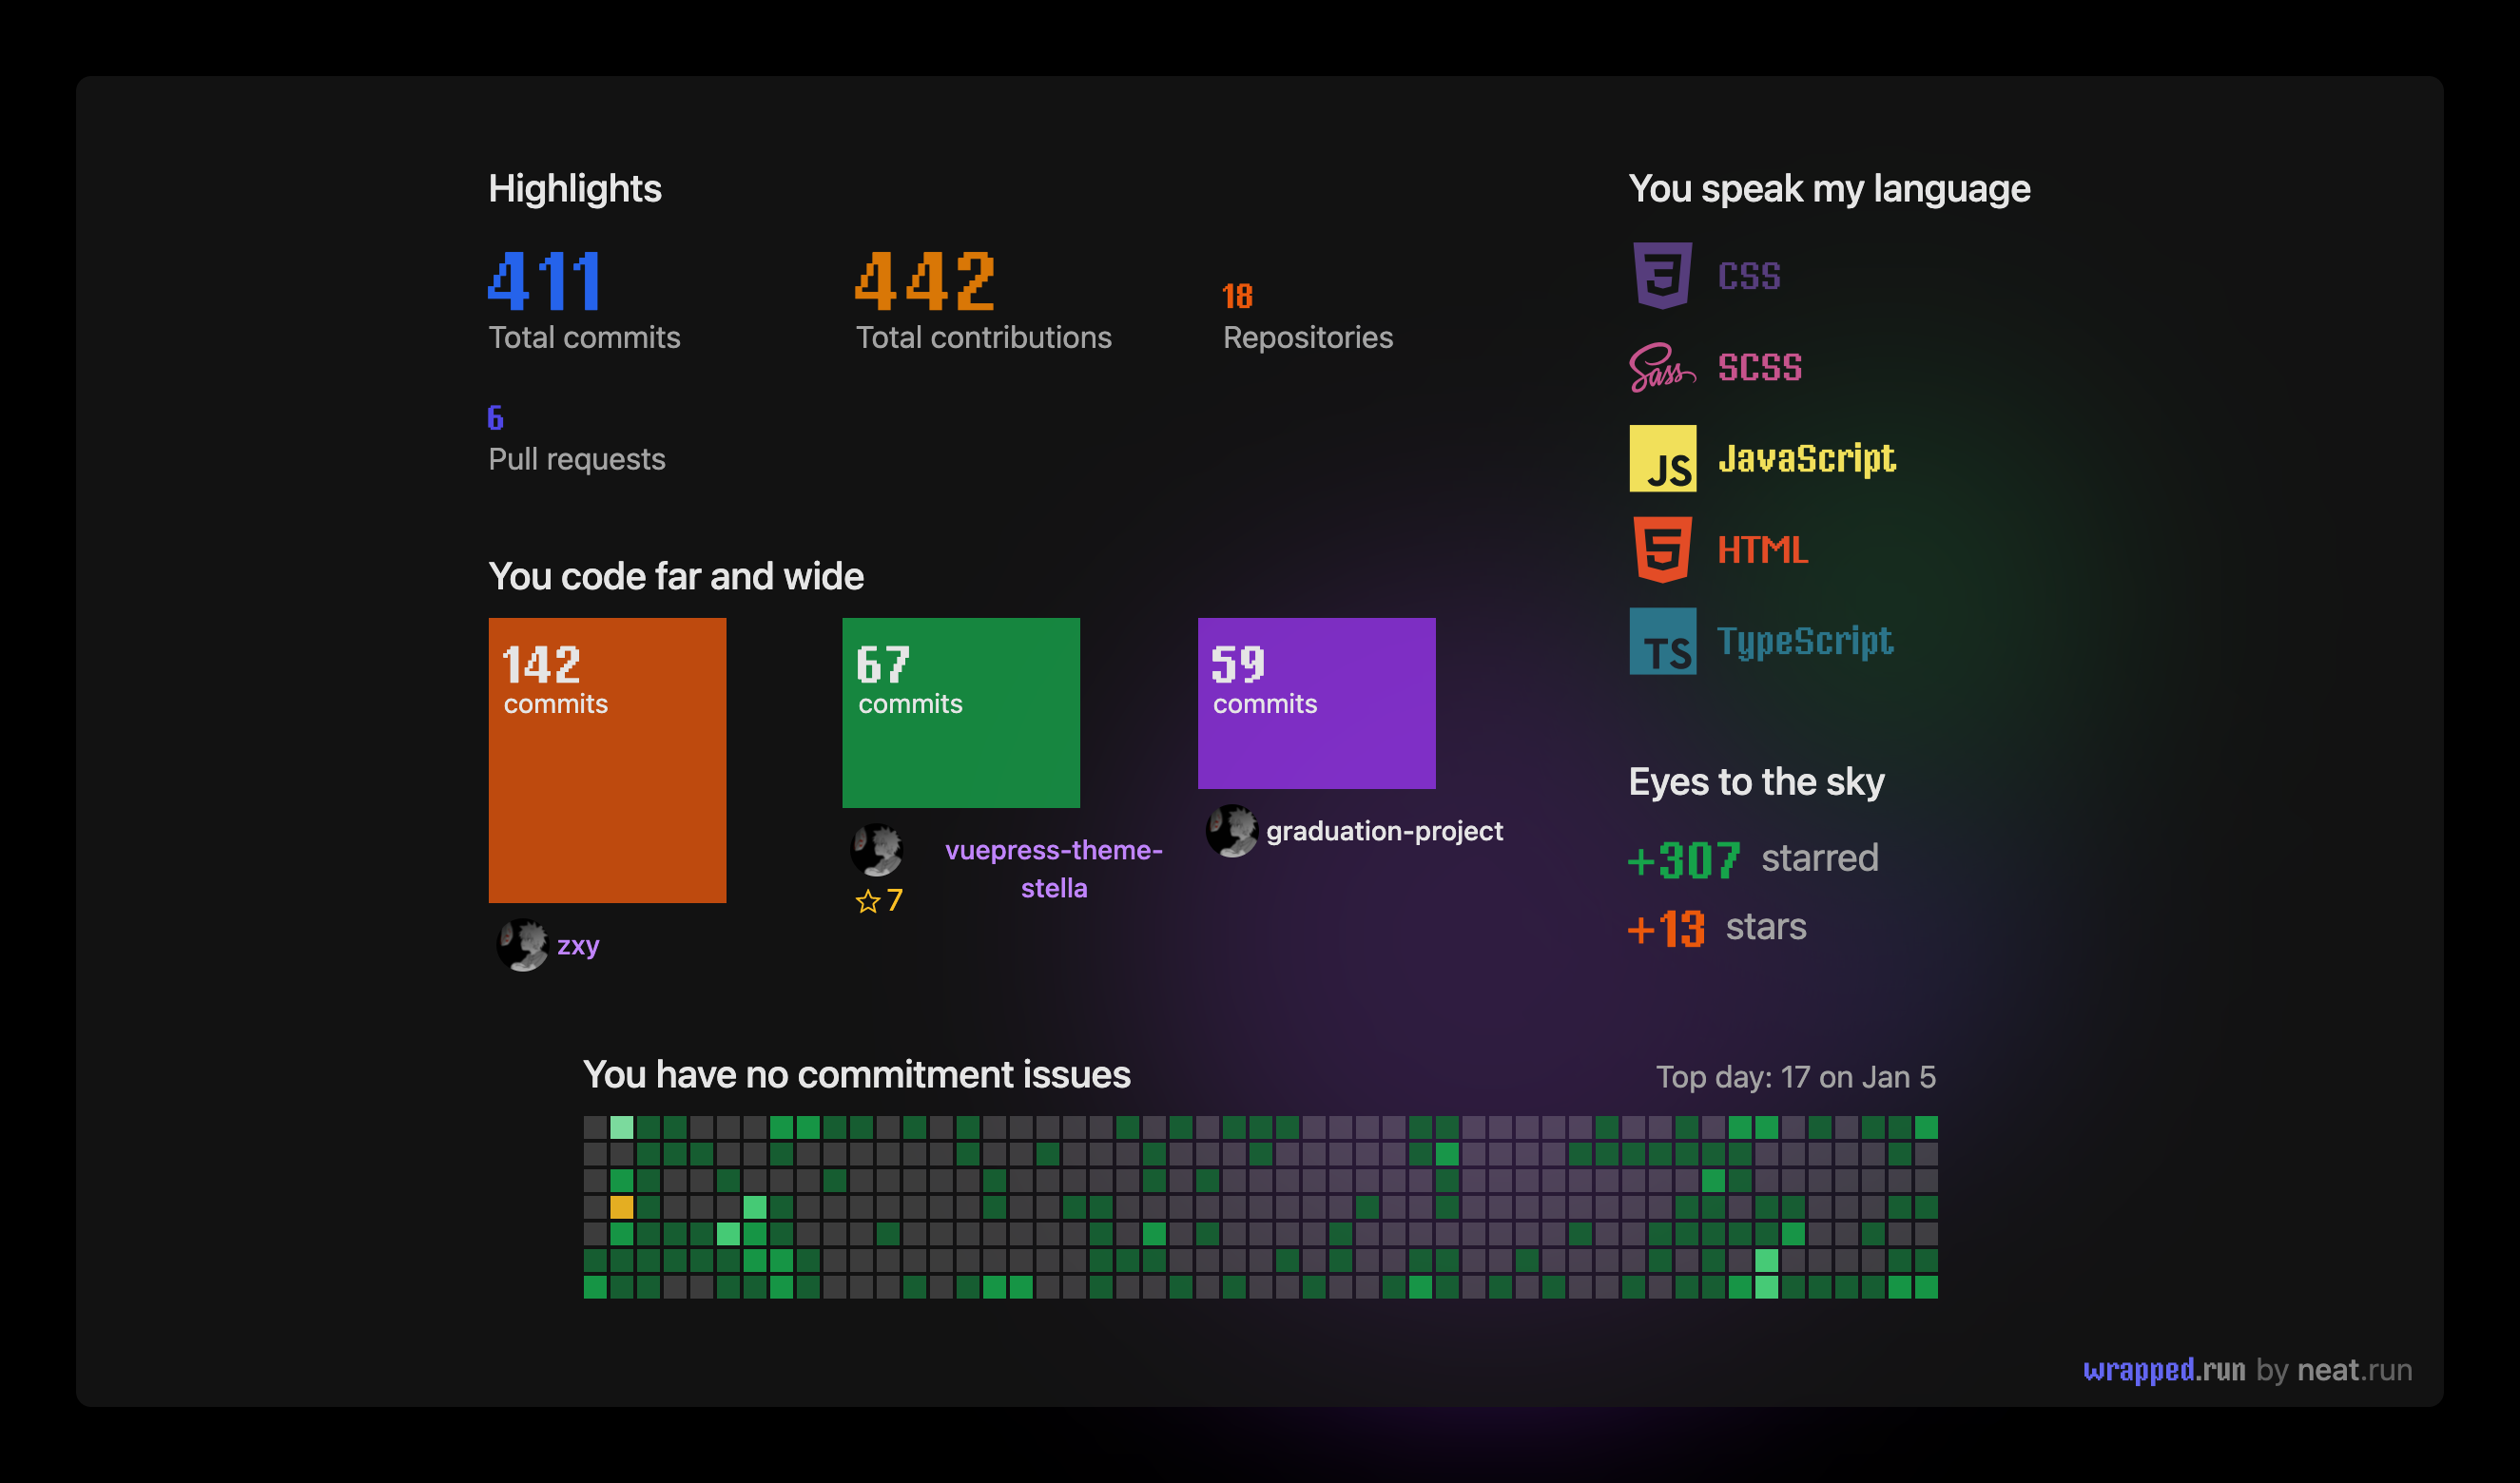 Highlights
411
Total commits
442
Total contributions
18
Repositories
6
Pull requests
You code far and wide
142
commits
zxy
67
commits
vuepress-theme-
stella
7
59
commits
graduation-project
You speak my language
CSS
Sass SCSS
JS JavaScript
HTML
TS TypeScript
Eyes to the sky
+307 starred
+13 stars
You have no commitment issues
Top day: 17 on Jan 5
wrapped.run by neat.run